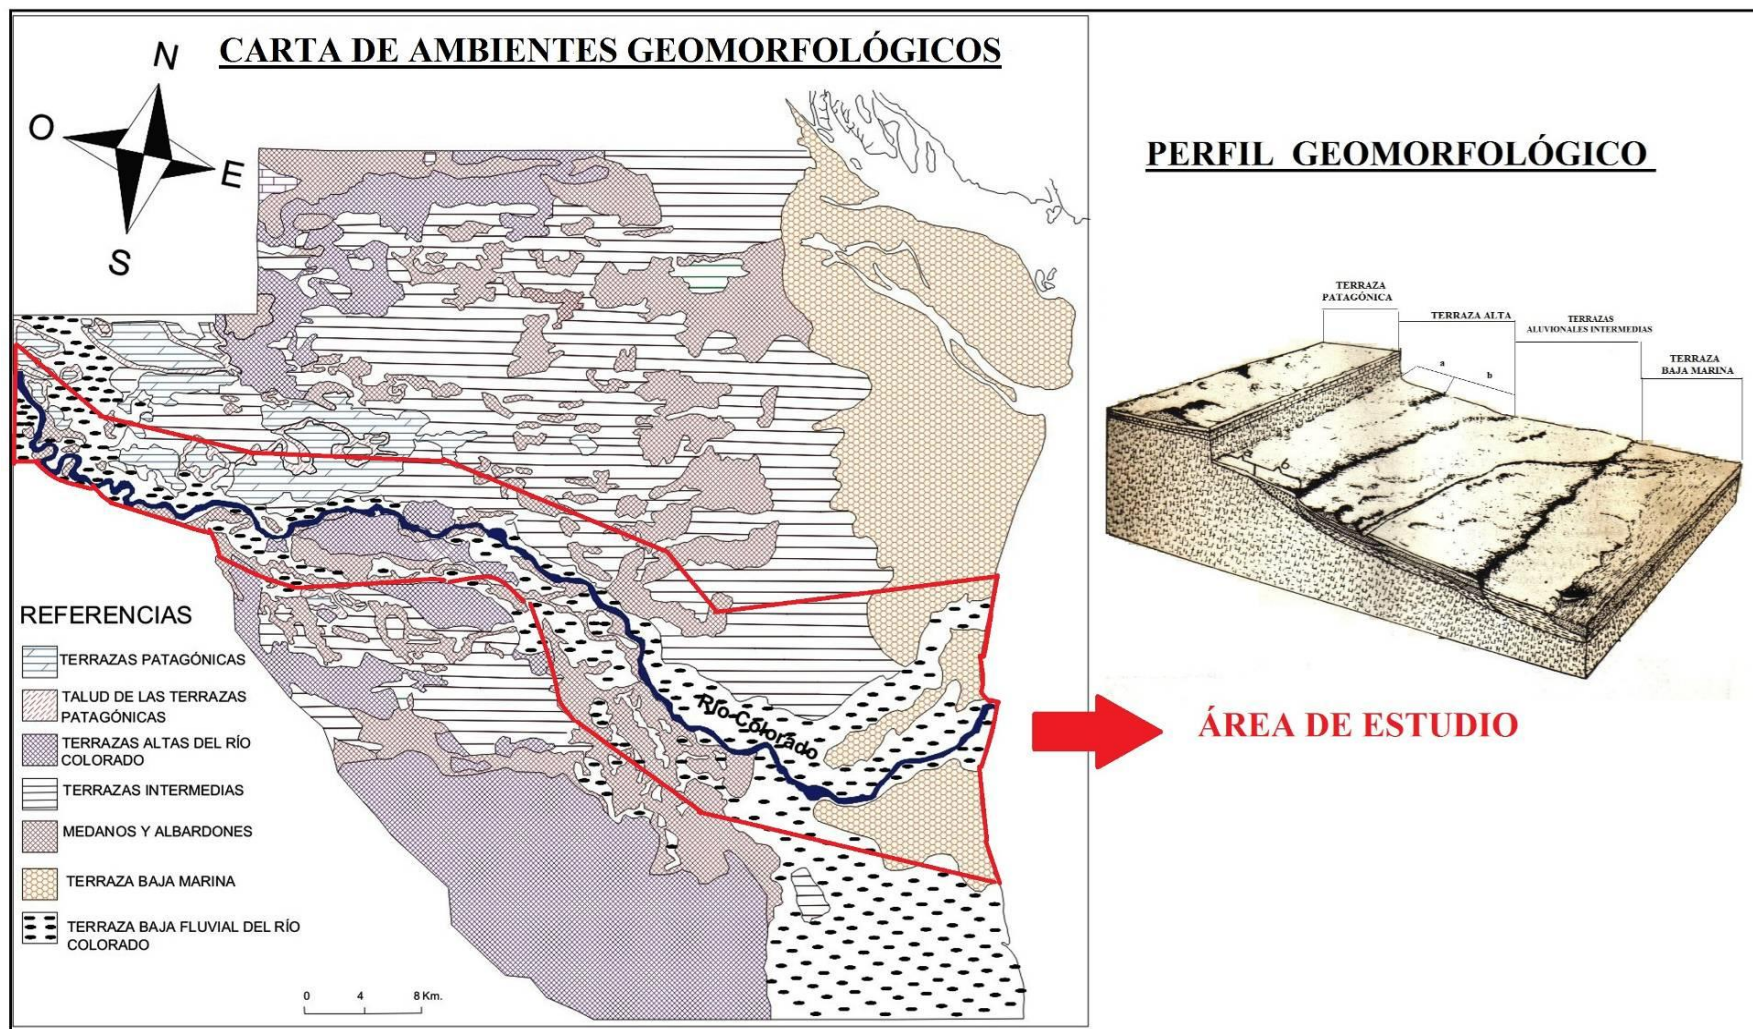 CARTA DE AMBIENTES GEOMORFOLÓGICOS
N
O
E
S
Río Colorado
REFERENCIAS
TERRAZAS PATAGÓNICAS
TALUD DE LAS TERRAZAS
PATAGÓNICAS
TERRAZAS ALTAS DEL RÍO
COLORADO
TERRAZAS INTERMEDIAS
MEDANOS Y ALBARDONES
TERRAZA BAJA MARINA
TERRAZA BAJA FLUVIAL DEL RÍO
COLORADO
0 4 8 Km.
PERFIL GEOMORFOLÓGICO
TERRAZA
PATAGÓNICA
TERRAZA ALTA
TERRAZAS
ALUVIONALES INTERMEDIAS
TERRAZA
BAJA MARINA
a
b
a
b
ÁREA DE ESTUDIO